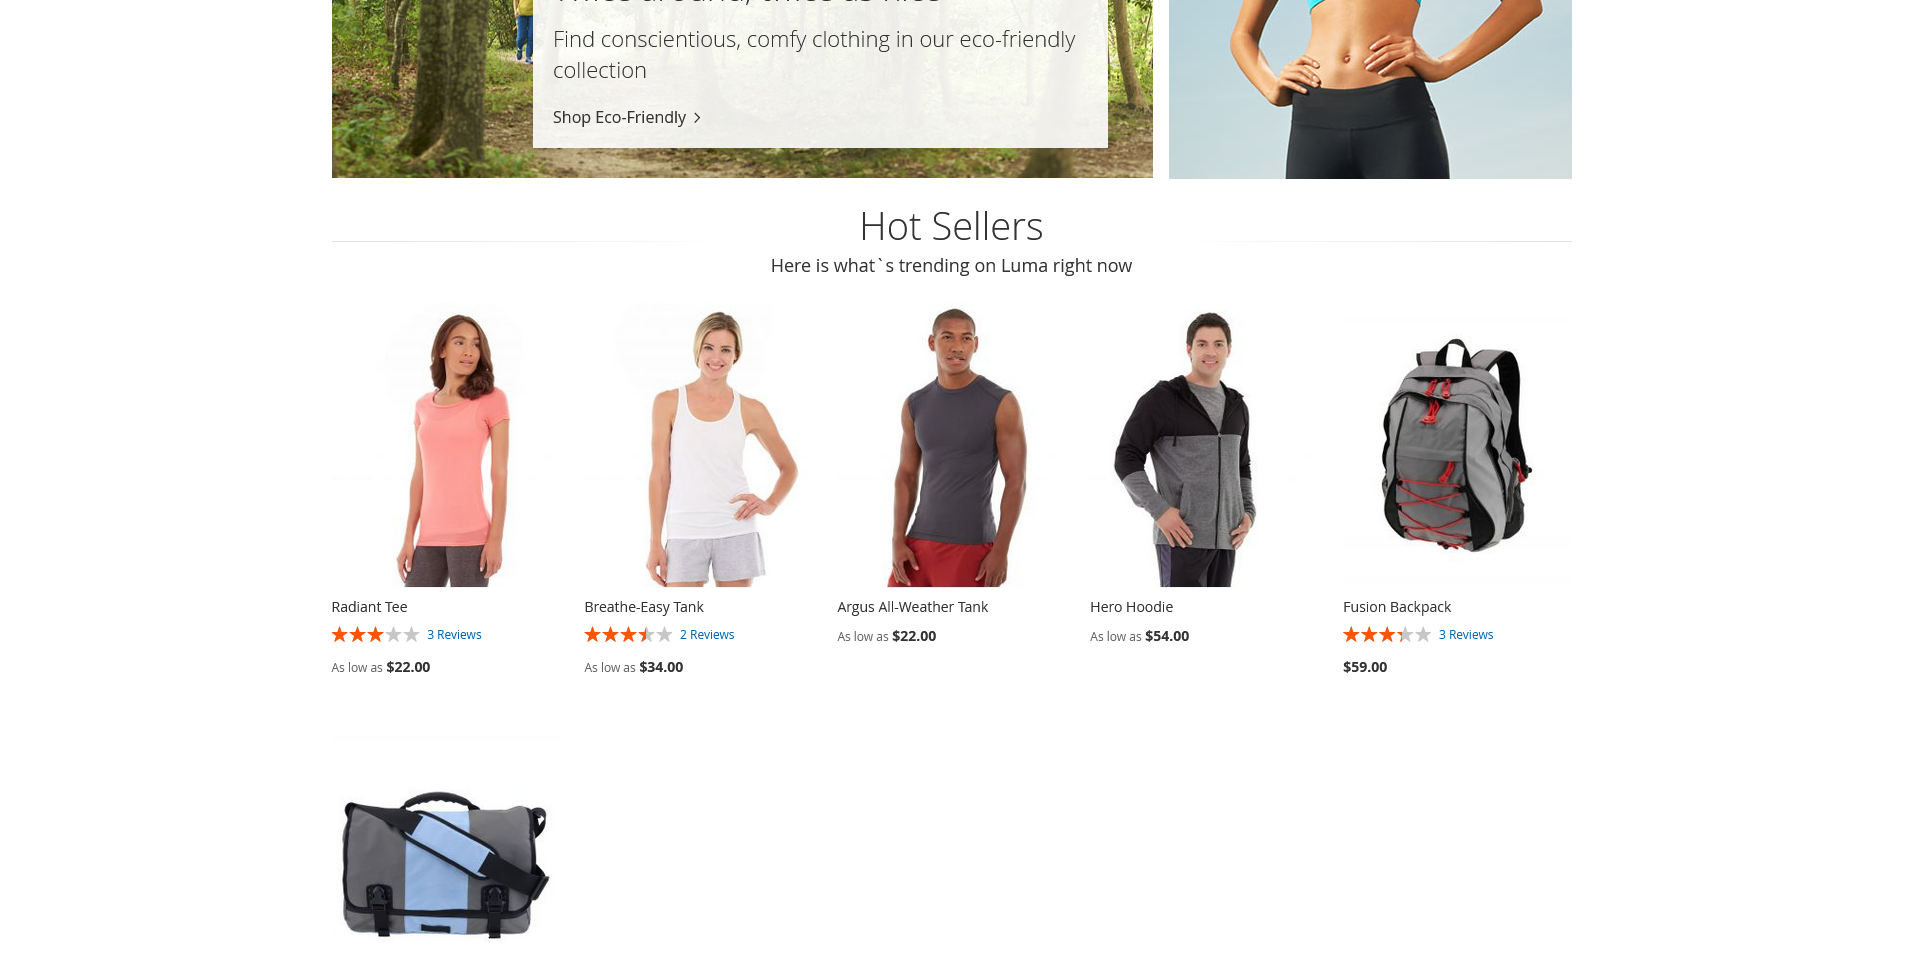 Find conscientious, comfy clothing in our eco-friendly
collection
Shop Eco-Friendly
Hot Sellers
Here is what`s trending on Luma right now
Radiant Tee
3 Reviews
As low as $22.00
Breathe-Easy Tank
2 Reviews
As low as $34.00
Argus All-Weather Tank
As low as $22.00
Hero Hoodie
As low as $54.00
Fusion Backpack
3 Reviews
$59.00